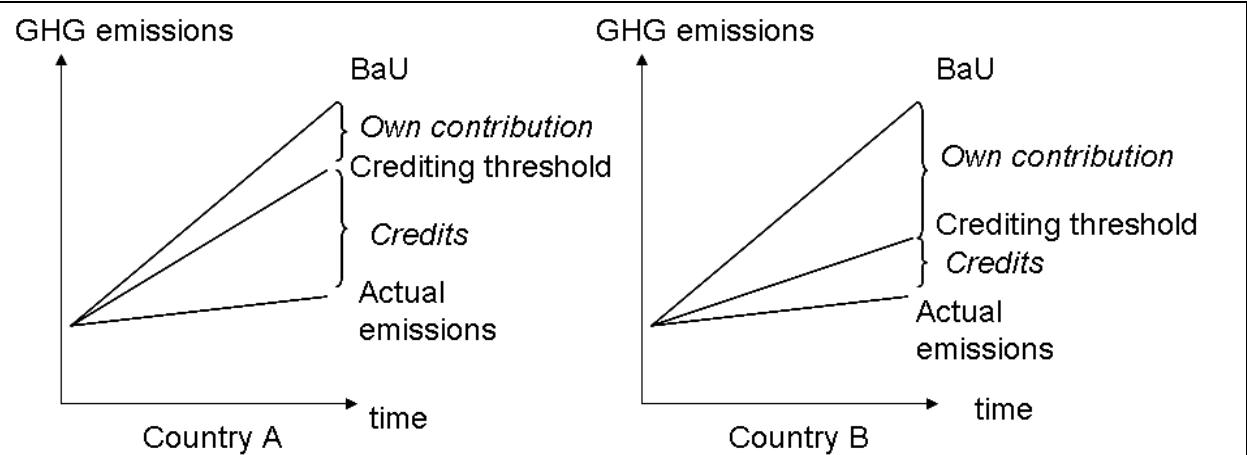 GHG emissions
BaU
Own contribution
Crediting threshold
Credits
Actual
emissions
time
Country A
GHG emissions
BaU
Own contribution
Crediting threshold
Credits
Actual
emissions
time
Country B